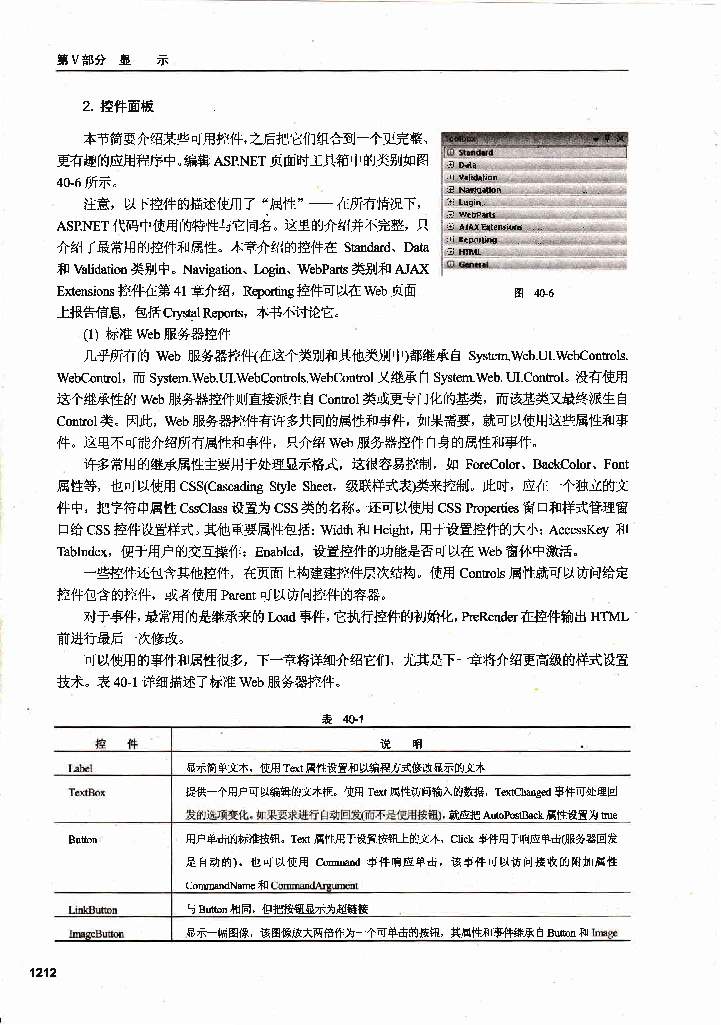 第V部分 显 示
2. 控件面板
本节简要介绍某些可用控件,之后把它们组合到一个更完整、
更有趣的应用程序中。编辑 ASP.NET 页面时工具箱中的类别如图
40-6 所示。
注意，以下控件的描述使用了“属性”—— 在所有情况下，
ASP.NET 代码中使用的特性与它同名。这里的介绍并不完整，只
介绍了最常用的控件和属性。本章介绍的控件在 Standard、Data
和 Validation 类别中。Navigation、Login、WebParts 类别和 AJAX
Extensions 控件在第 41 章介绍，Reporting 控件可以在 Web 页面
上报告信息，包括 Crystal Reports，本书不讨论它。
Toolbox
Standard
Data
Validation
Navigation
Login
WebParts
AJAX Extensions
Reporting
HTML
General
图 40-6
(1) 标准 Web 服务器控件
几乎所有的 Web 服务器控件(在这个类别和其他类别中)都继承自 System.Web.UI.WebControls.
WebControl，而 System.Web.UI.WebControls.WebControl 又继承自 System.Web. UI.Control。没有使用
这个继承性的 Web 服务器控件则直接派生自 Control 类或更专门化的基类，而该基类又最终派生自
Control 类。因此，Web 服务器控件有许多共同的属性和事件，如果需要，就可以使用这些属性和事
件。这里不可能介绍所有属性和事件，只介绍 Web 服务器控件自身的属性和事件。
许多常用的继承属性主要用于处理显示格式，这很容易控制，如 ForeColor、BackColor、Font
属性等，也可以使用 CSS(Cascading Style Sheet，级联样式表)类来控制。此时，应在一个独立的文
件中，把字符串属性 CssClass 设置为 CSS 类的名称。还可以使用 CSS Properties 窗口和样式管理窗
口给 CSS 控件设置样式。其他重要属性包括：Width 和 Height，用于设置控件的大小；AccessKey 和
TabIndex，便于用户的交互操作；Enabled，设置控件的功能是否可以在 Web 窗体中激活。
一些控件还包含其他控件，在页面上构建建控件层次结构。使用 Controls 属性就可以访问给定
控件包含的控件，或者使用 Parent 可以访问控件的容器。
对于事件,最常用的是继承来的 Load 事件,它执行控件的初始化,PreRender 在控件输出 HTML
前进行最后一次修改。
可以使用的事件和属性很多，下一章将详细介绍它们，尤其是下一章将介绍更高级的样式设置
技术。表 40-1 详细描述了标准 Web 服务器控件。
表 40-1
控 件 说 明
Label 显示简单文本，使用 Text 属性设置和以编程方式修改显示的文本
TextBox 提供一个用户可以编辑的文本框。使用 Text 属性访问输入的数据，TextChanged 事件可处理回
发的选项变化。如果要求进行自动回发(而不是使用按钮)，就应把 AutoPostBack 属性设置为 true
Button 用户单击的标准按钮。Text 属性用于设置按钮上的文本，Click 事件用于响应单击(服务器回发
是自动的)。也可以使用 Command 事件响应单击，该事件可以访问接收的附加属性
CommandName 和 CommandArgument
LinkButton 与 Button 相同，但把按钮显示为超链接
ImageButton 显示一幅图像，该图像放大两倍作为一个可单击的按钮，其属性和事件继承自 Button 和 Image
1212